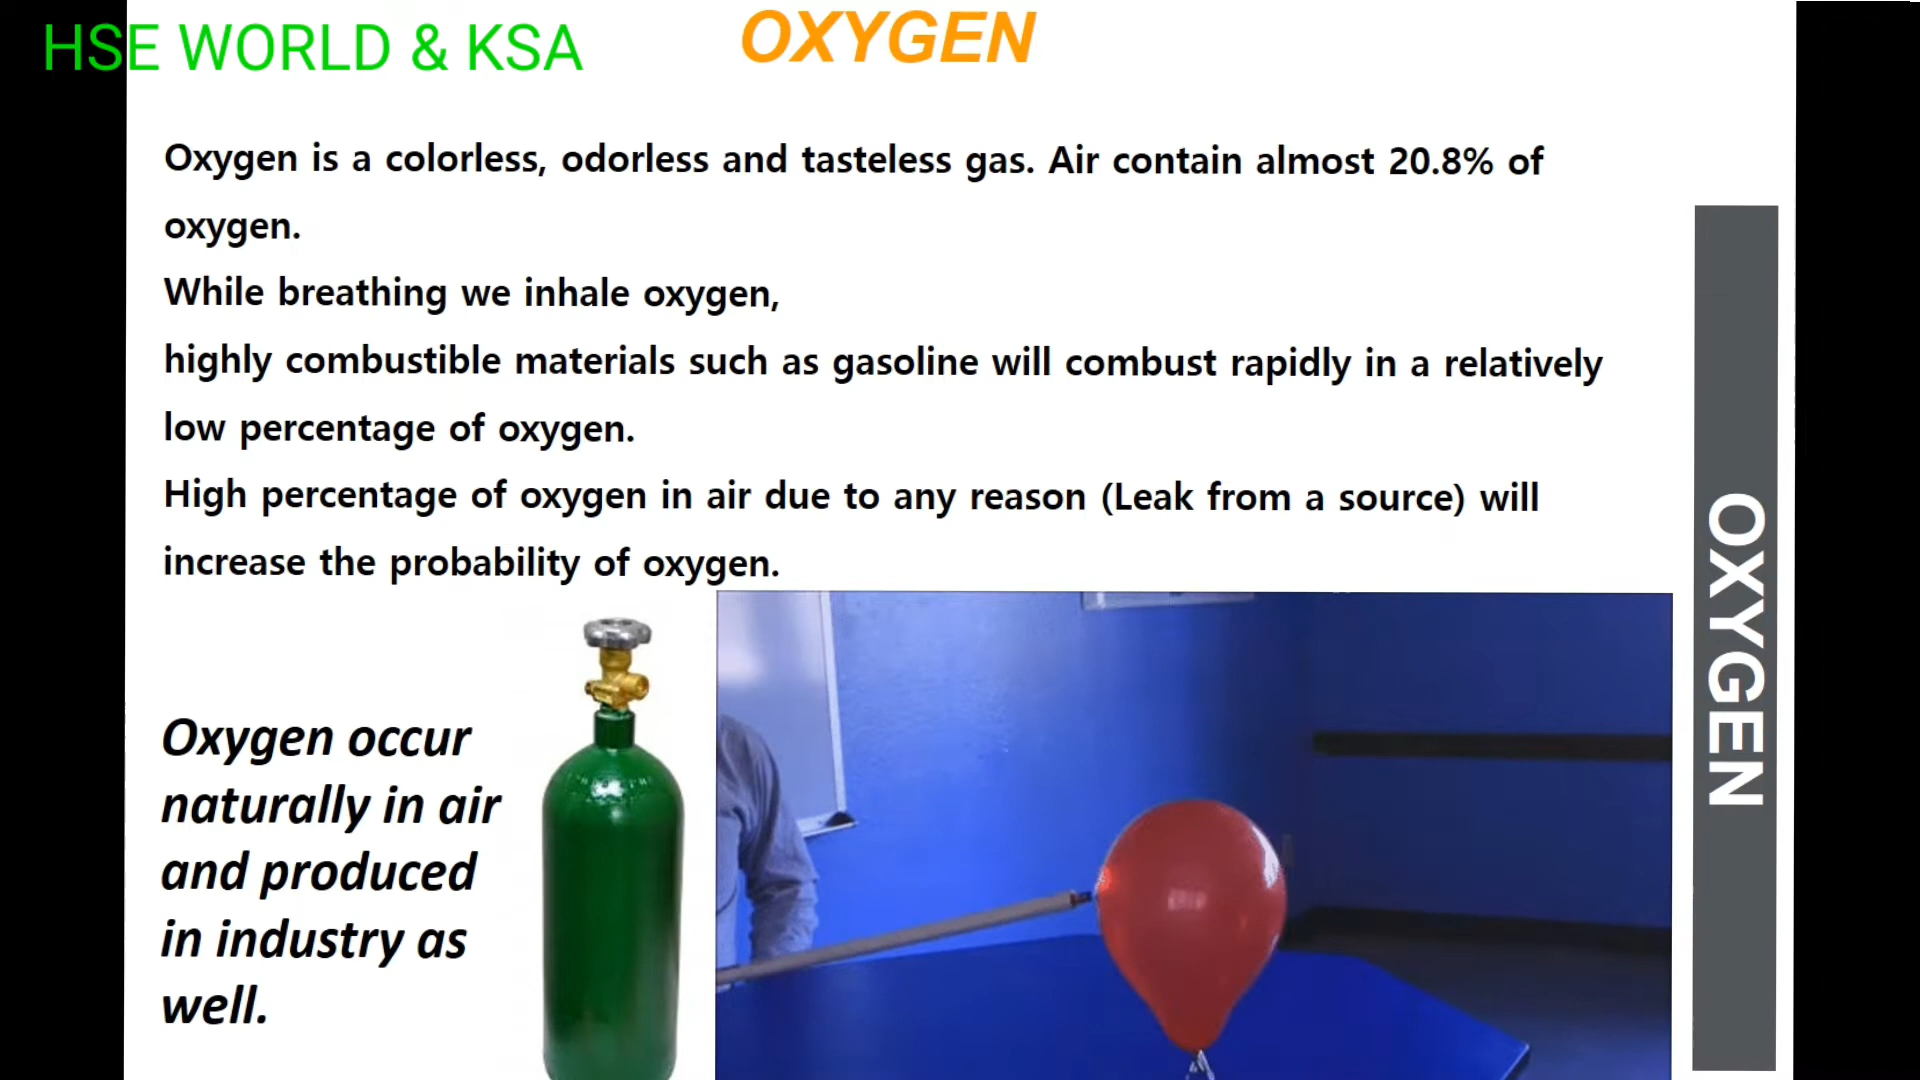 HSE WORLD & KSA
OXYGEN
Oxygen is a colorless, odorless and tasteless gas. Air contain almost 20.8% of
oxygen.
While breathing we inhale oxygen,
highly combustible materials such as gasoline will combust rapidly in a relatively
low percentage of oxygen.
High percentage of oxygen in air due to any reason (Leak from a source) will
increase the probability of oxygen.
Oxygen occur
naturally in air
and produced
in industry as
well.
OXYGEN